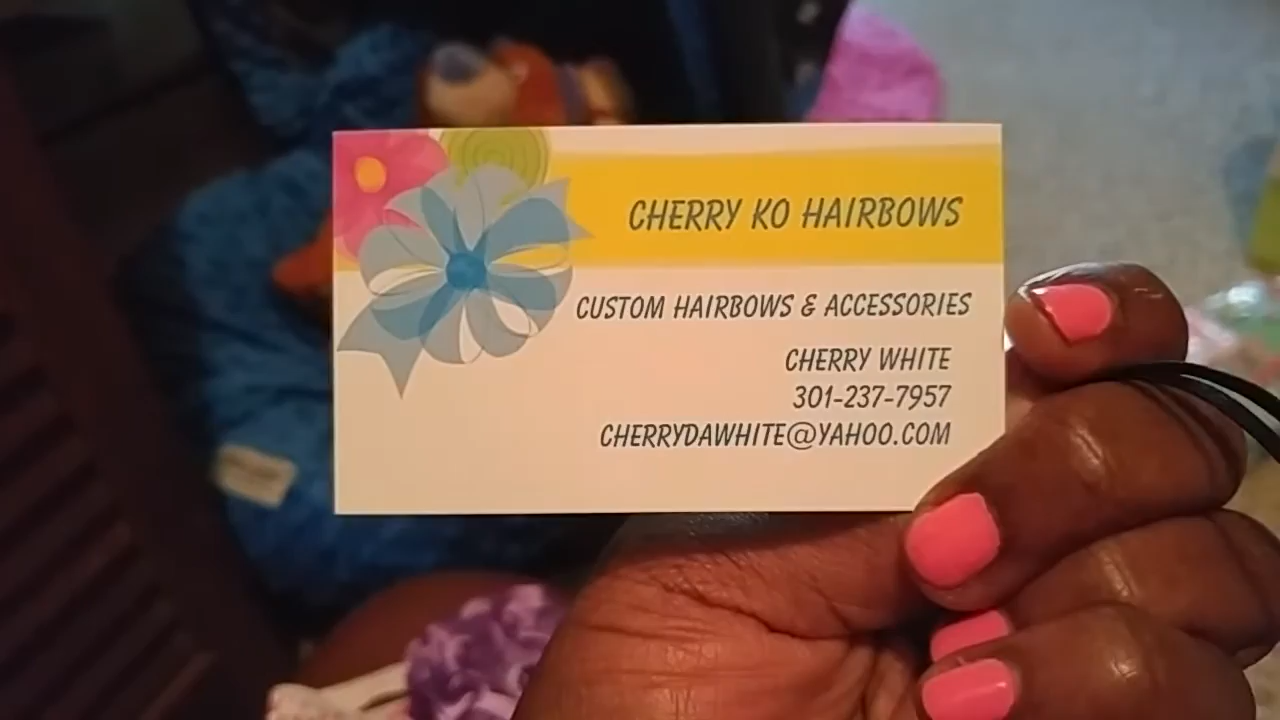 CHERRY KO HAIRBOWS
CUSTOM HAIRBOWS & ACCESSORIES
CHERRY WHITE
301-237-7957
CHERRYDAWHITE@YAHOO.COM